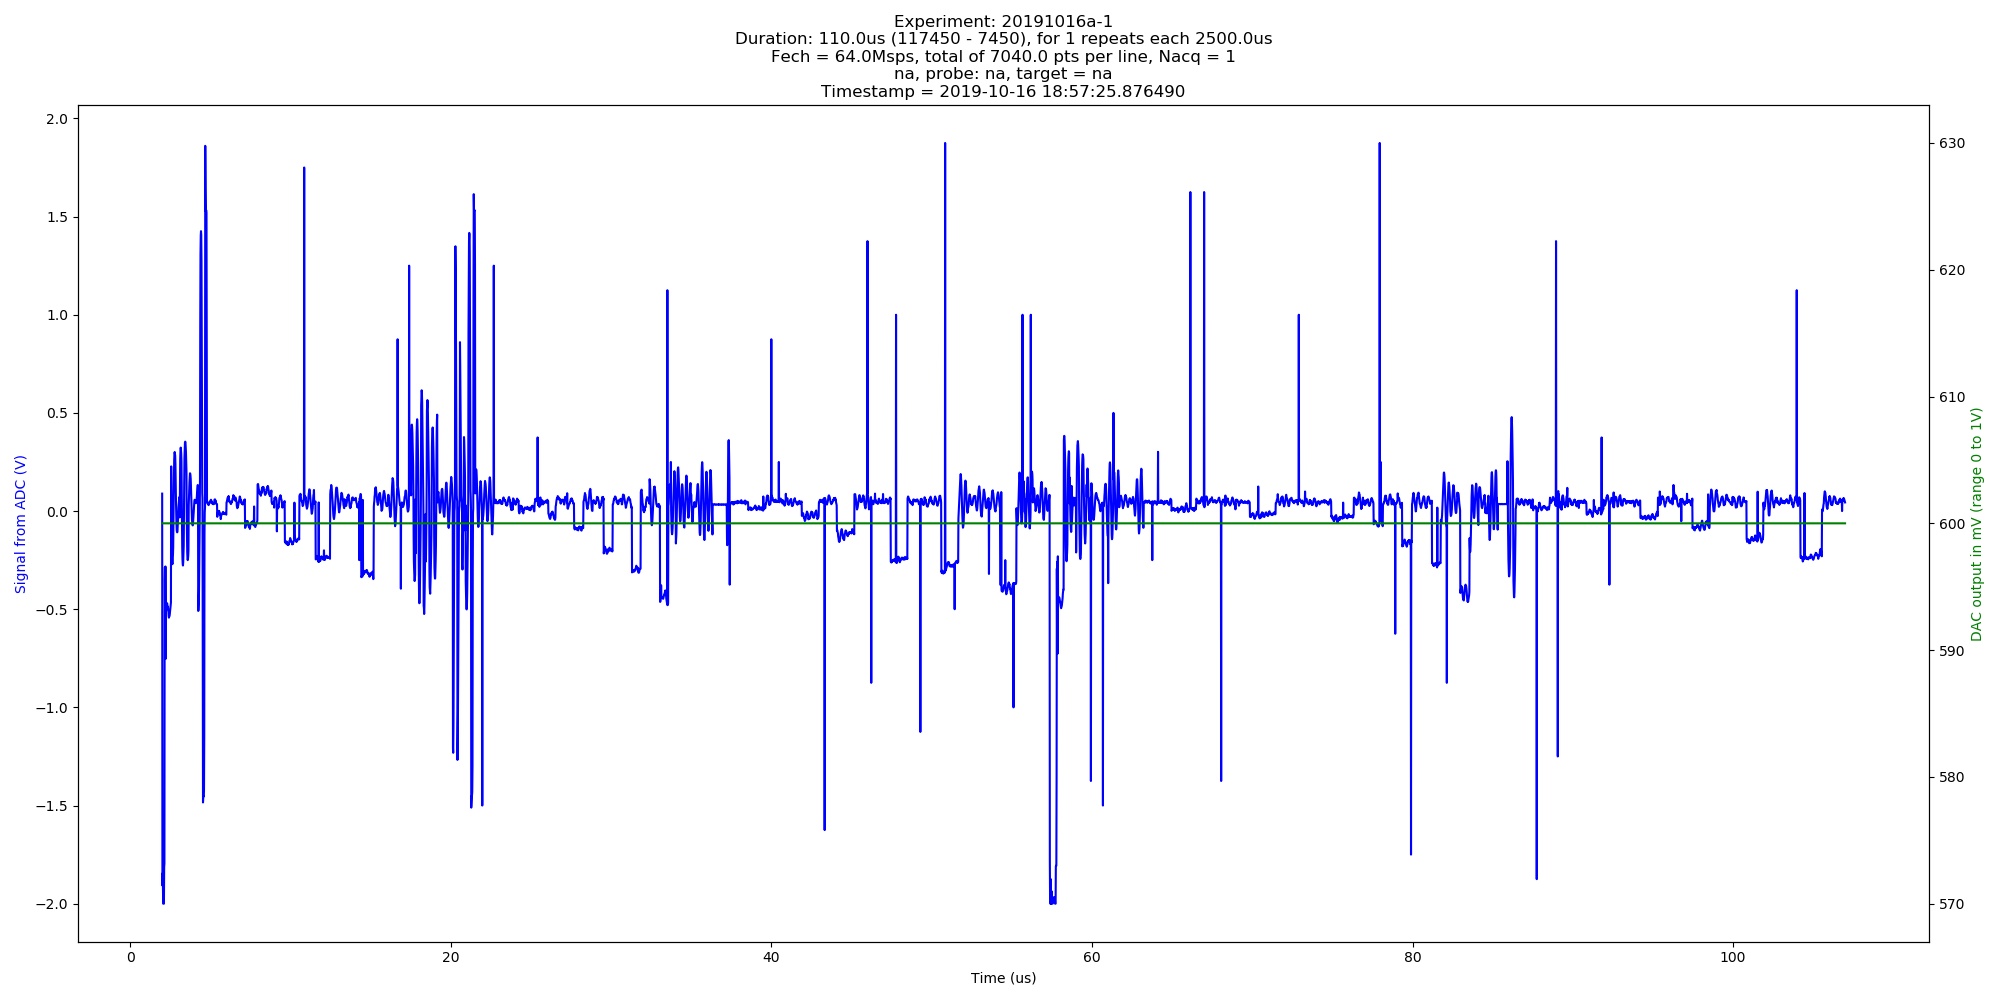 Experiment: 20191016a-1
Duration: 110.0us (117450 - 7450), for 1 repeats each 2500.0us
Fech = 64.0Msps, total of 7040.0 pts per line, Nacq = 1
na, probe: na, target = na
Timestamp = 2019-10-16 18:57:25.876490
2.0
1.5
1.0
0.5
0.0
−0.5
−1.0
−1.5
−2.0
Signal from ADC (V)
630
620
610
600
590
580
570
DAC output in mV (range 0 to 1V)
0
20
40
60
80
100
Time (us)